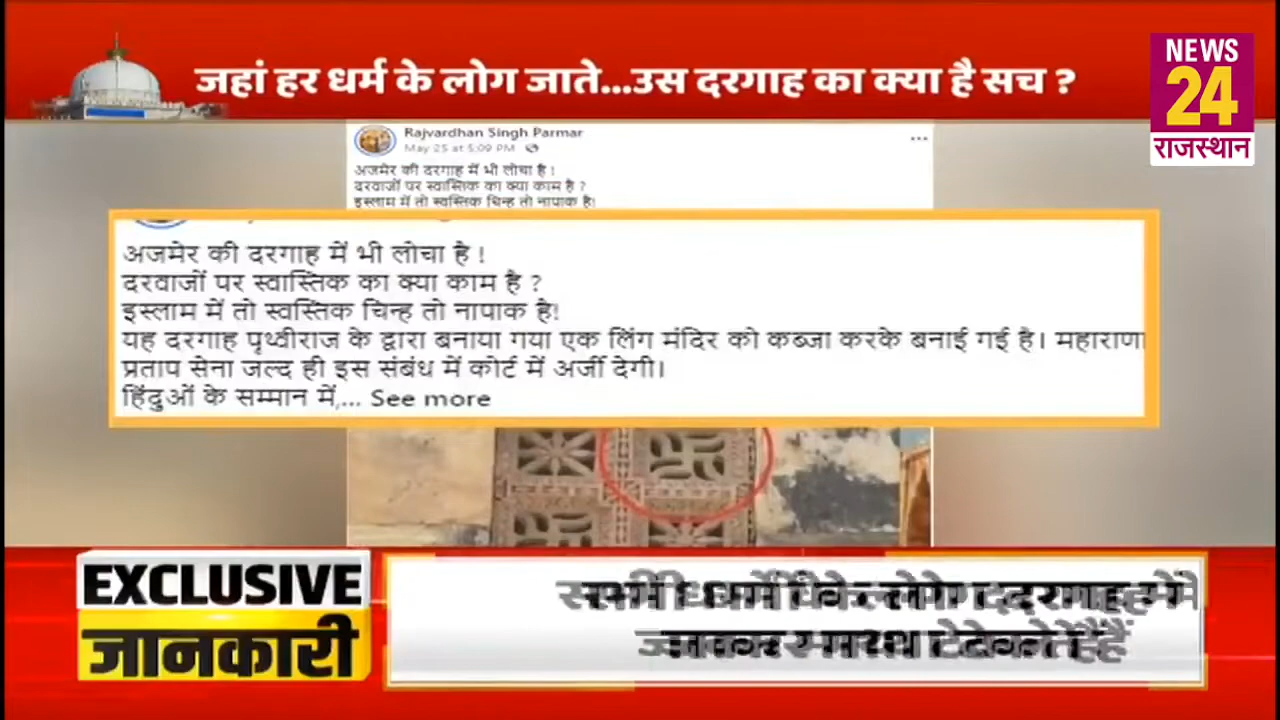 जहां हर धर्म के लोग जाते...उस दरगाह का क्या है सच ?
NEWS
24
राजस्थान
Rajvardhan Singh Parmar
May 25 at 5:09 PM
अजमेर की दरगाह में भी लोचा है !
दरवाजों पर स्वास्तिक का क्या काम है ?
इस्लाम में तो स्वस्तिक चिन्ह तो नापाक है!
अजमेर की दरगाह में भी लोचा है !
दरवाजों पर स्वास्तिक का क्या काम है ?
इस्लाम में तो स्वस्तिक चिन्ह तो नापाक है!
यह दरगाह पृथ्वीराज के द्वारा बनाया गया एक लिंग मंदिर को कब्जा करके बनाई गई है। महाराणा
प्रताप सेना जल्द ही इस संबंध में कोर्ट में अर्जी देगी।
हिंदुओं के सम्मान में,... See more
EXCLUSIVE
जानकारी